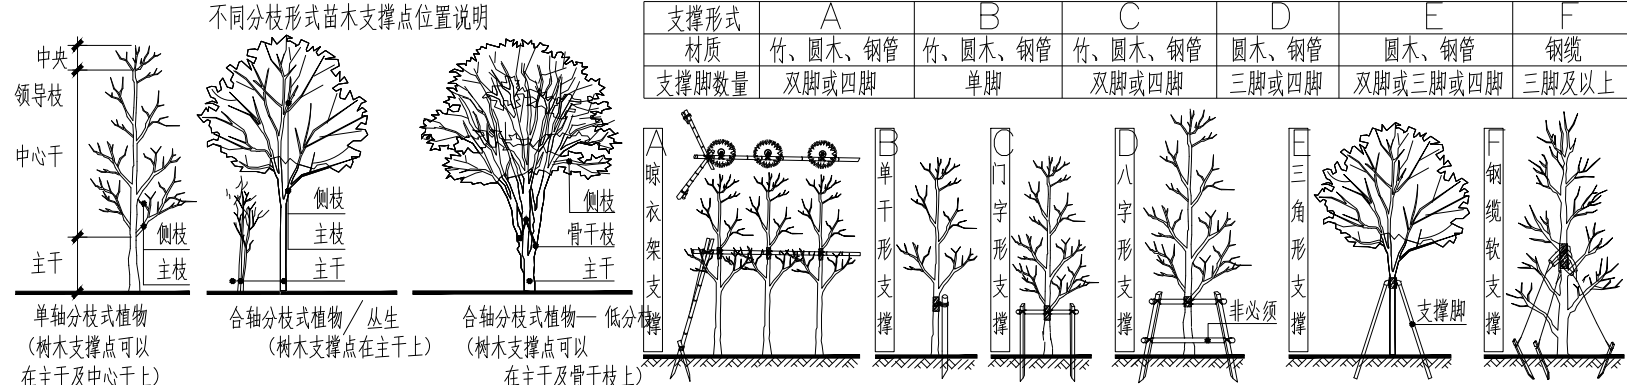 不同分枝形式苗木支撑点位置说明
中央
领导枝
中心干
主干
侧枝
主枝
单轴分枝式植物
(树木支撑点可以
在主干及中心干上)
侧枝
主枝
主干
合轴分枝式植物/丛生
(树木支撑点在主干上)
侧枝
骨干枝
主干
合轴分枝式植物—低分枝
(树木支撑点可以
在主干及骨干枝上)
支撑形式 A B C D E F
材质 竹、圆木、钢管 竹、圆木、钢管 竹、圆木、钢管 圆木、钢管 圆木、钢管 钢缆
支撑脚数量 双脚或四脚 单脚 双脚或四脚 三脚或四脚 双脚或三脚或四脚 三脚及以上
A晾衣架支撑
B单干形支撑
C门字形支撑
D八字形支撑
非必须
E三角形支撑
支撑脚
F钢缆软支撑